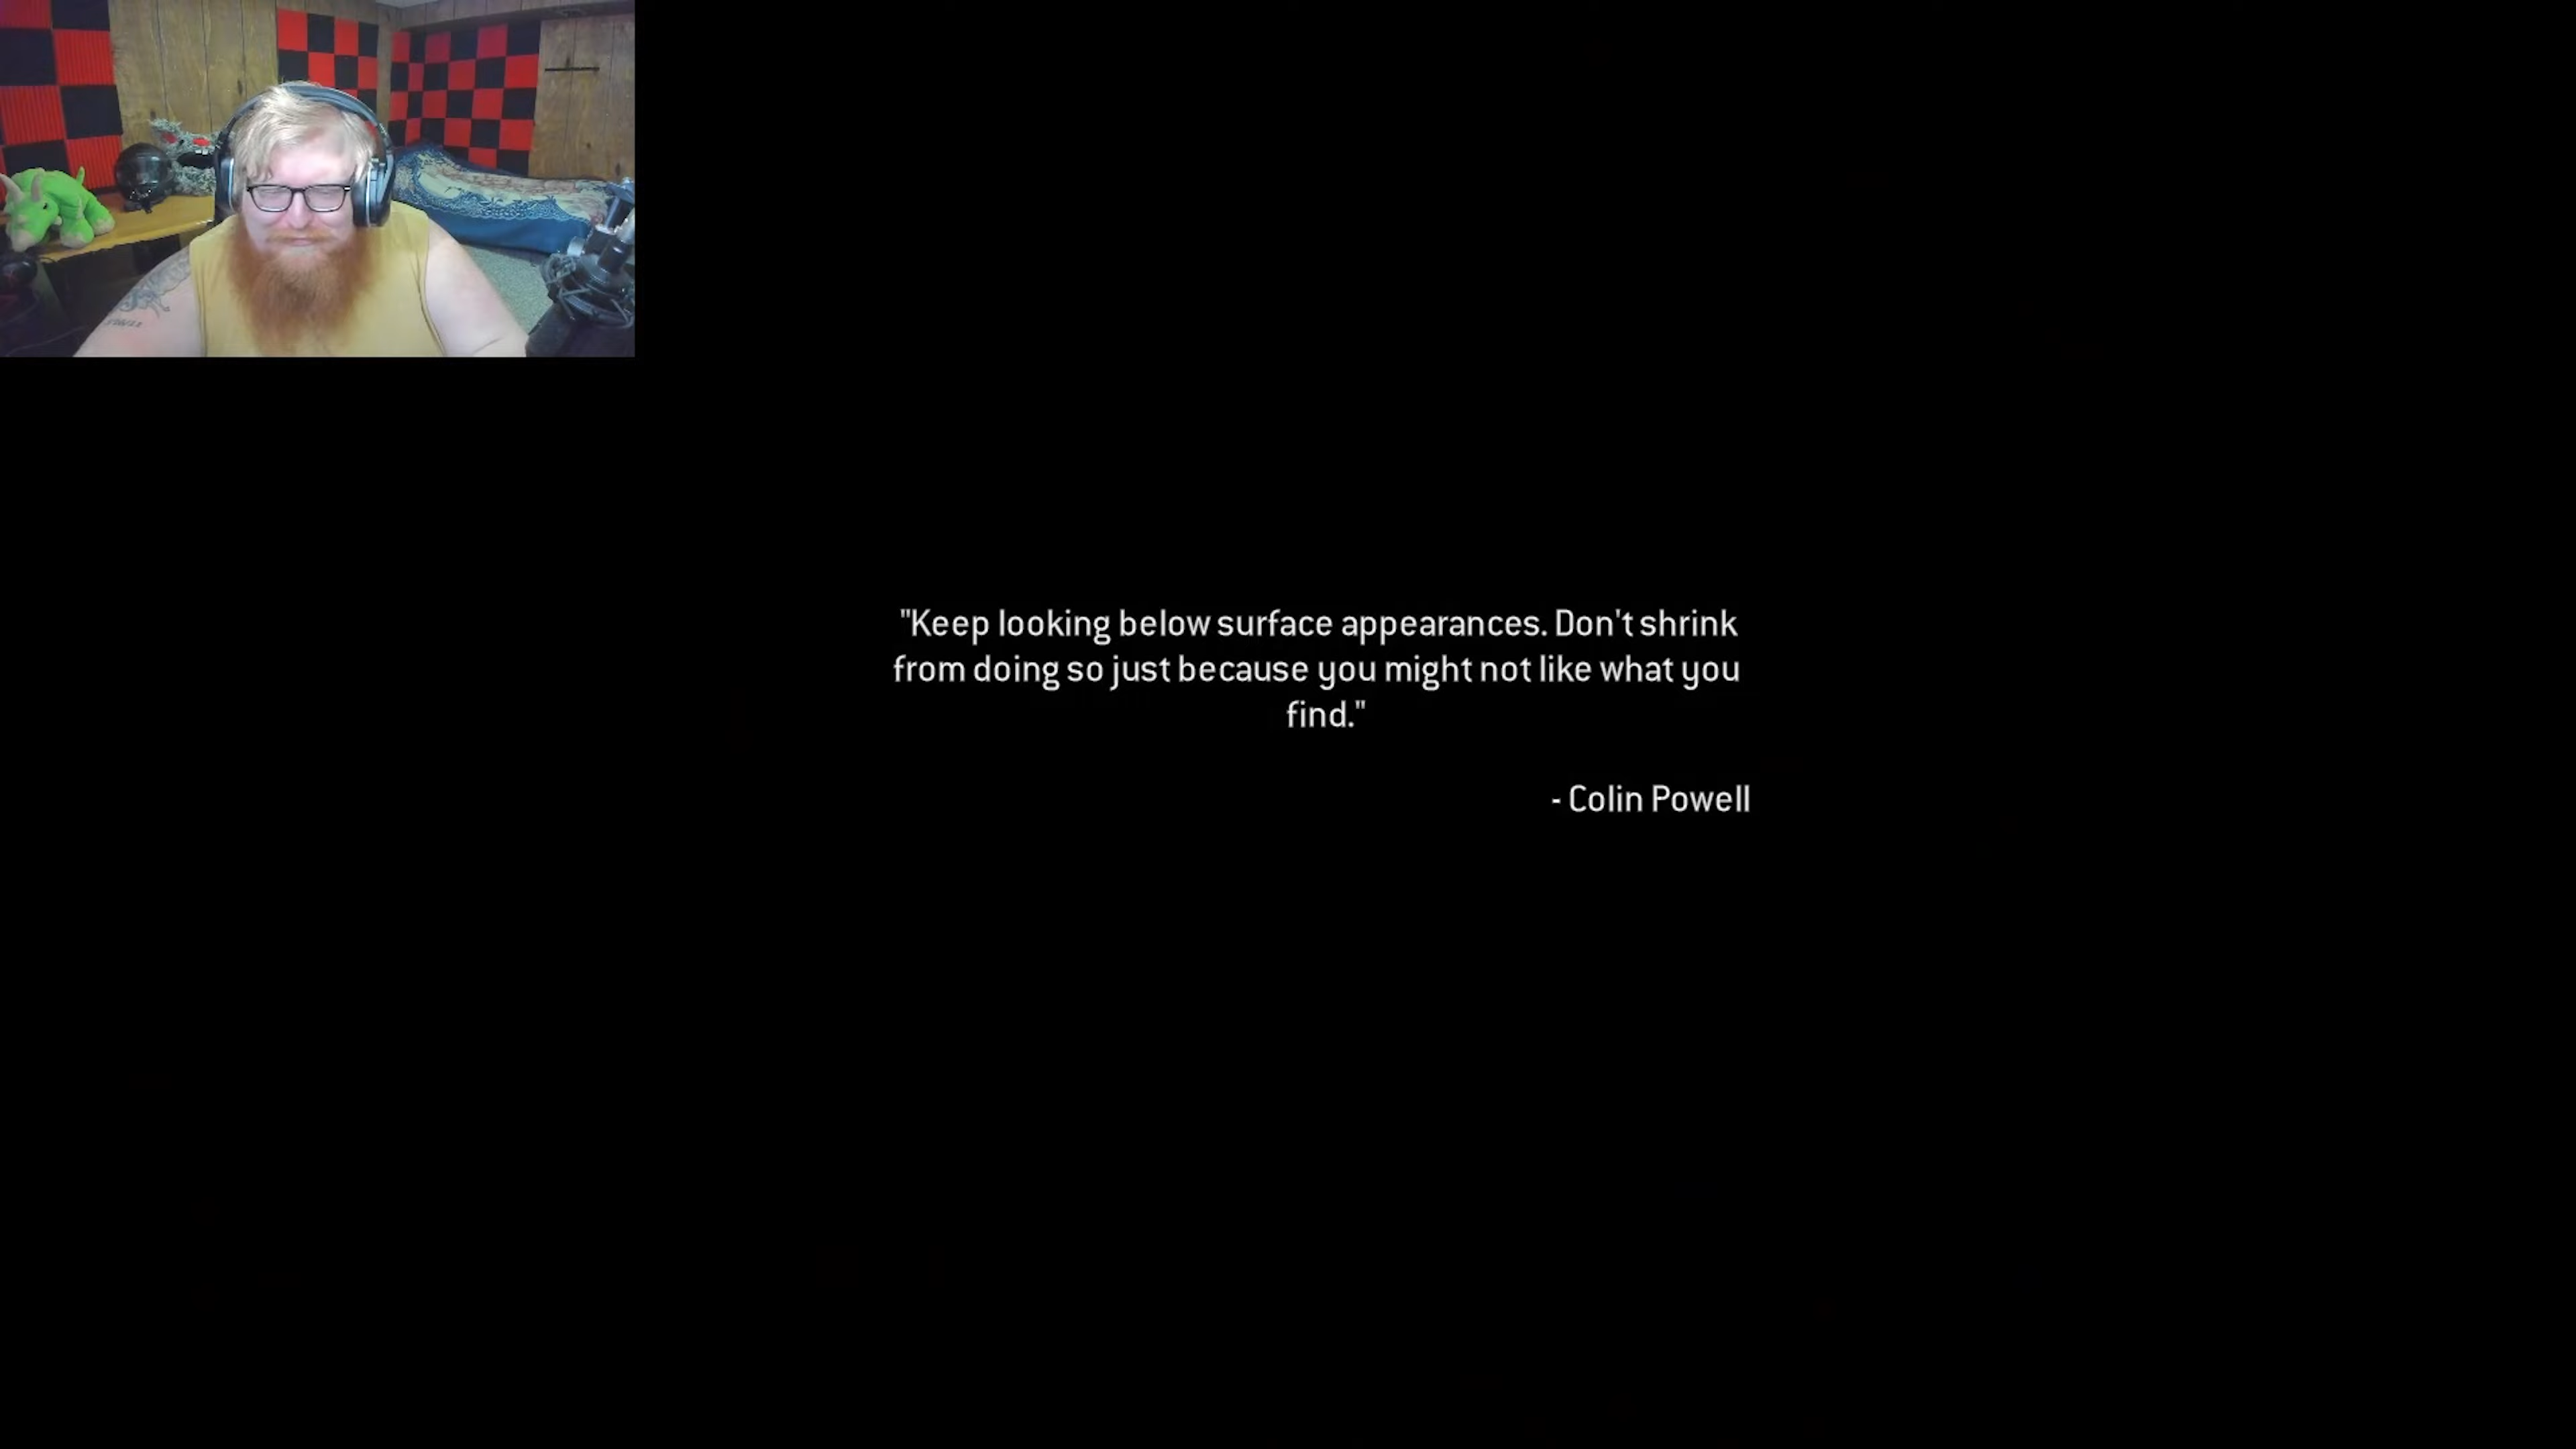 "Keep looking below surface appearances. Don't shrink
from doing so just because you might not like what you
find."
- Colin Powell